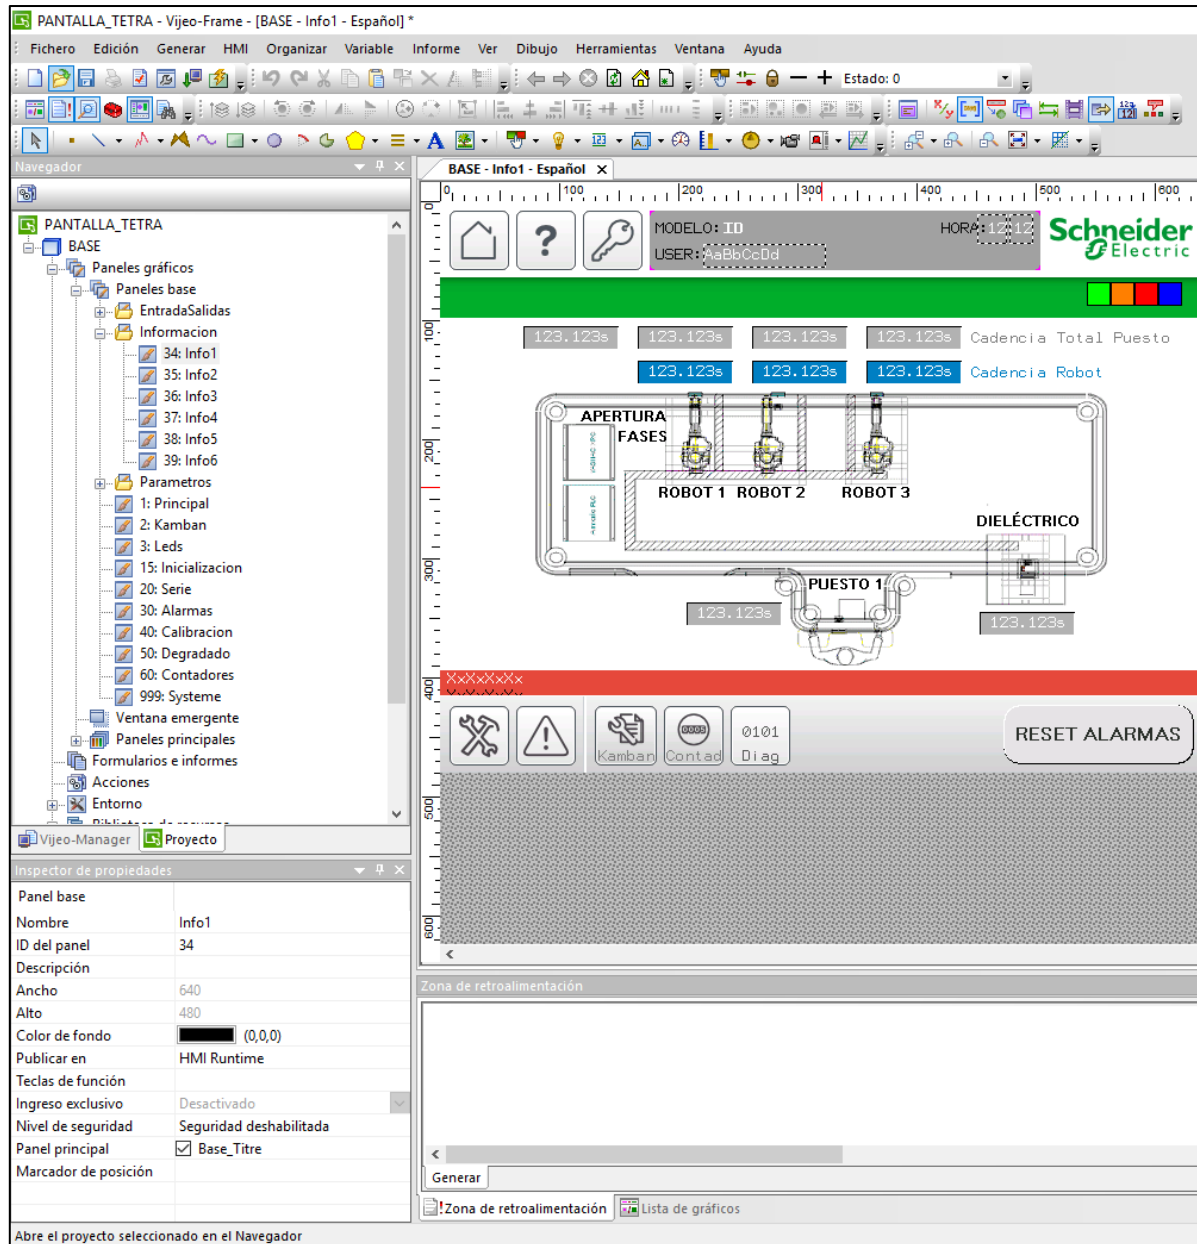 PANTALLA_TETRA - Vijeo-Frame - [BASE - Info1 - Español] *
Fichero Edición Generar HMI Organizar Variable Informe Ver Dibujo Herramientas Ventana Ayuda
Estado: 0
Navegador
BASE - Info1 - Español
0 100 200 300 400 500 600
PANTALLA_TETRA
BASE
Paneles gráficos
Paneles base
EntradaSalidas
Informacion
34: Info1
35: Info2
36: Info3
37: Info4
38: Info5
39: Info6
Parametros
1: Principal
2: Kamban
3: Leds
15: Inicializacion
20: Serie
30: Alarmas
40: Calibracion
50: Degradado
60: Contadores
999: Systeme
Ventana emergente
Paneles principales
Formularios e informes
Acciones
Entorno
Vijeo-Manager Proyecto
0
100
200
300
400
500
600
MODELO: ID
HORA: 12 12
USER: AaBbCcDd
Schneider
Electric
123.123s 123.123s 123.123s 123.123s Cadencia Total Puesto
123.123s 123.123s 123.123s Cadencia Robot
APERTURA
FASES
ROBOT 1 ROBOT 2 ROBOT 3
DIELÉCTRICO
PUESTO 1
123.123s
123.123s
XxXxXxXx
Kamban
Contad
0101
Diag
RESET ALARMAS
Inspector de propiedades
Panel base
Nombre Info1
ID del panel 34
Descripción
Ancho 640
Alto 480
Color de fondo (0,0,0)
Publicar en HMI Runtime
Teclas de función
Ingreso exclusivo Desactivado
Nivel de seguridad Seguridad deshabilitada
Panel principal Base_Titre
Marcador de posición
Zona de retroalimentación
Generar
Zona de retroalimentación Lista de gráficos
Abre el proyecto seleccionado en el Navegador